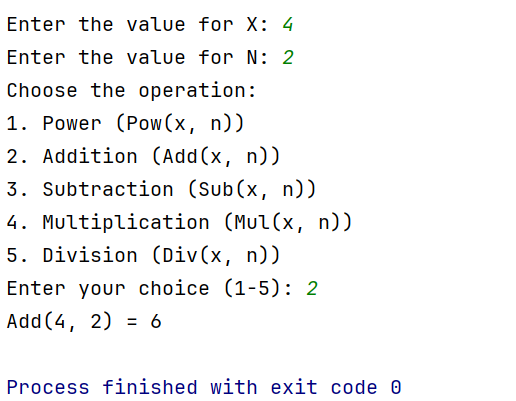 Enter the value for X: 4
Enter the value for N: 2
Choose the operation:
1. Power (Pow(x, n))
2. Addition (Add(x, n))
3. Subtraction (Sub(x, n))
4. Multiplication (Mul(x, n))
5. Division (Div(x, n))
Enter your choice (1-5): 2
Add(4, 2) = 6
Process finished with exit code 0